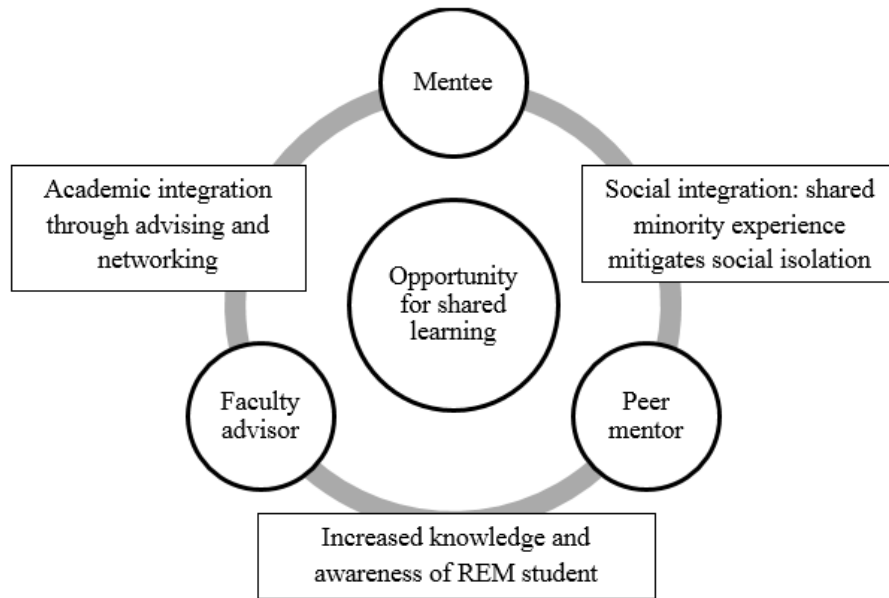 Mentee
Academic integration
through advising and
networking
Social integration: shared
minority experience
mitigates social isolation
Opportunity
for shared
learning
Faculty
advisor
Peer
mentor
Increased knowledge and
awareness of REM student